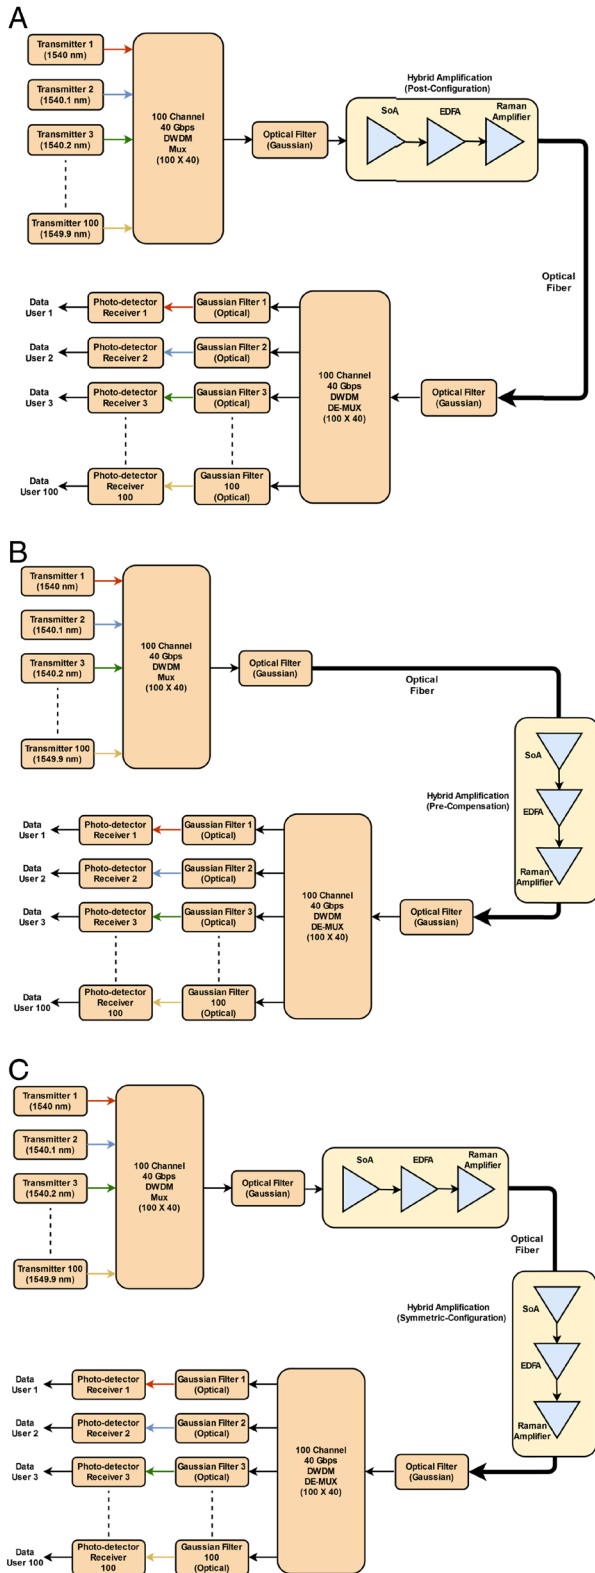 A
Transmitter 1
(1540 nm)
Transmitter 2
(1540.1 nm)
Transmitter 3
(1540.2 nm)
Transmitter 100
(1549.9 nm)
100 Channel
40 Gbps
DWDM
Mux
(100 X 40)
Optical Filter
(Gaussian)
Hybrid Amplification
(Post-Configuration)
SoA
EDFA
Raman
Amplifier
Optical
Fiber
Data
User 1
Photo-detector
Receiver 1
Gaussian Filter 1
(Optical)
Data
User 2
Photo-detector
Receiver 2
Gaussian Filter 2
(Optical)
Data
User 3
Photo-detector
Receiver 3
Gaussian Filter 3
(Optical)
Data
User 100
Photo-detector
Receiver
100
Gaussian Filter
100
(Optical)
100 Channel
40 Gbps
DWDM
DE-MUX
(100 X 40)
Optical Filter
(Gaussian)
B
Transmitter 1
(1540 nm)
Transmitter 2
(1540.1 nm)
Transmitter 3
(1540.2 nm)
Transmitter 100
(1549.9 nm)
100 Channel
40 Gbps
DWDM
Mux
(100 X 40)
Optical Filter
(Gaussian)
Optical
Fiber
Hybrid Amplification
(Pre-Compensation)
SoA
EDFA
Raman
Amplifier
Data
User 1
Photo-detector
Receiver 1
Gaussian Filter 1
(Optical)
Data
User 2
Photo-detector
Receiver 2
Gaussian Filter 2
(Optical)
Data
User 3
Photo-detector
Receiver 3
Gaussian Filter 3
(Optical)
Data
User 100
Photo-detector
Receiver
100
Gaussian Filter
100
(Optical)
100 Channel
40 Gbps
DWDM
DE-MUX
(100 X 40)
Optical Filter
(Gaussian)
C
Transmitter 1
(1540 nm)
Transmitter 2
(1540.1 nm)
Transmitter 3
(1540.2 nm)
Transmitter 100
(1549.9 nm)
100 Channel
40 Gbps
DWDM
Mux
(100 X 40)
Optical Filter
(Gaussian)
SoA
EDFA
Raman
Amplifier
Optical
Fiber
Hybrid Amplification
(Symmetric-Configuration)
SoA
EDFA
Raman
Amplifier
Data
User 1
Photo-detector
Receiver 1
Gaussian Filter 1
(Optical)
Data
User 2
Photo-detector
Receiver 2
Gaussian Filter 2
(Optical)
Data
User 3
Photo-detector
Receiver 3
Gaussian Filter 3
(Optical)
Data
User 100
Photo-detector
Receiver
100
Gaussian Filter
100
(Optical)
100 Channel
40 Gbps
DWDM
DE-MUX
(100 X 40)
Optical Filter
(Gaussian)